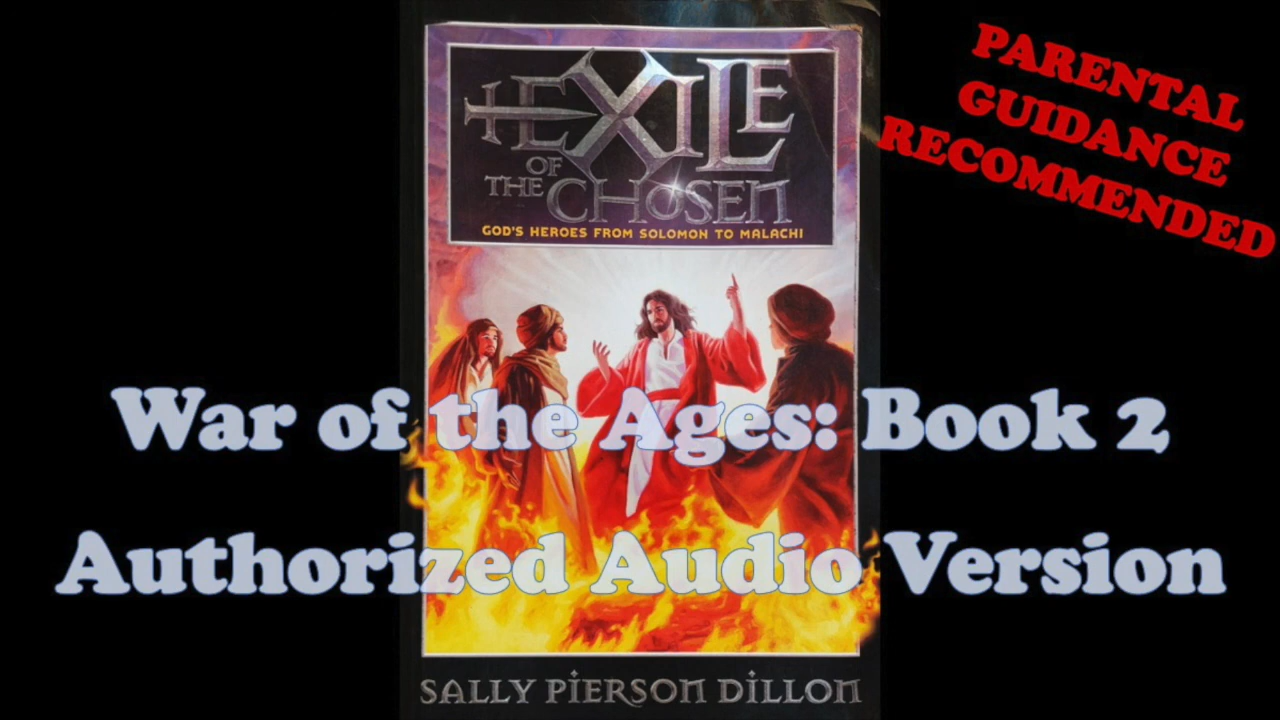 EXILE
OF
THE CHOSEN
GOD'S HEROES FROM SOLOMON TO MALACHI
PARENTAL
GUIDANCE
RECOMMENDED
War of the Ages: Book 2
Authorized Audio Version
SALLY PIERSON DILLON